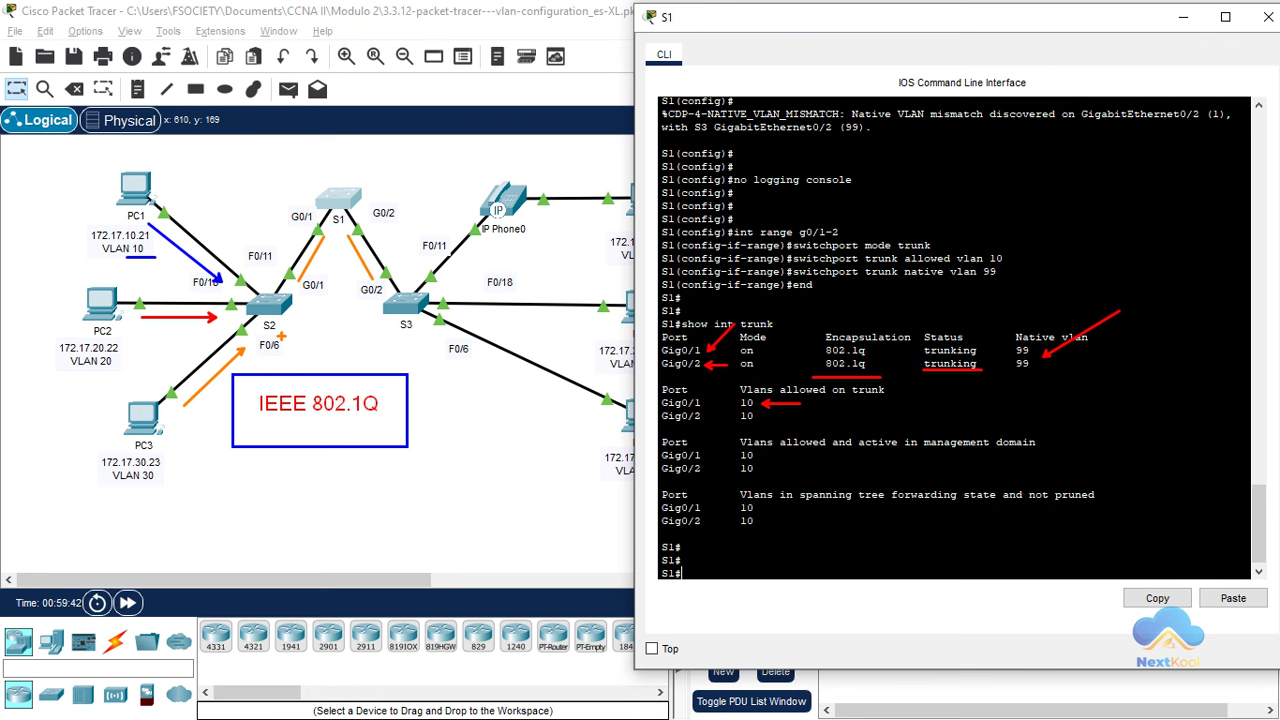 Cisco Packet Tracer - C:\Users\FSOCIETY\Documents\CCNA II\Modulo 2\3.3.12-packet-tracer---vlan-configuration_es-XL.pk
File Edit Options View Tools Extensions Window Help
Logical
Physical
x: 610, y: 169
PC1
172.17.10.21
VLAN 10
F0/11
PC2
172.17.20.22
VLAN 20
PC3
172.17.30.23
VLAN 30
S2
F0/6
G0/1
G0/1
S1
G0/2
G0/2
S3
F0/11
F0/18
F0/6
IP
IP Phone0
IEEE 802.1Q
Time: 00:59:42
4331 4321 1941 2901 2911 819IOX 819HGW 829 1240 PT-Router PT-Empty
(Select a Device to Drag and Drop to the Workspace)
New Delete
Toggle PDU List Window
S1
CLI
IOS Command Line Interface
S1(config)#
%CDP-4-NATIVE_VLAN_MISMATCH: Native VLAN mismatch discovered on GigabitEthernet0/2 (1),
with S3 GigabitEthernet0/2 (99).
S1(config)#
S1(config)#
S1(config)#no logging console
S1(config)#
S1(config)#
S1(config)#
S1(config)#int range g0/1-2
S1(config-if-range)#switchport mode trunk
S1(config-if-range)#switchport trunk allowed vlan 10
S1(config-if-range)#switchport trunk native vlan 99
S1(config-if-range)#end
S1#
S1#
S1#show int trunk
Port Mode Encapsulation Status Native vlan
Gig0/1 on 802.1q trunking 99
Gig0/2 on 802.1q trunking 99
Port Vlans allowed on trunk
Gig0/1 10
Gig0/2 10
Port Vlans allowed and active in management domain
Gig0/1 10
Gig0/2 10
Port Vlans in spanning tree forwarding state and not pruned
Gig0/1 10
Gig0/2 10
S1#
S1#
S1#
Copy Paste
Top
NextKool